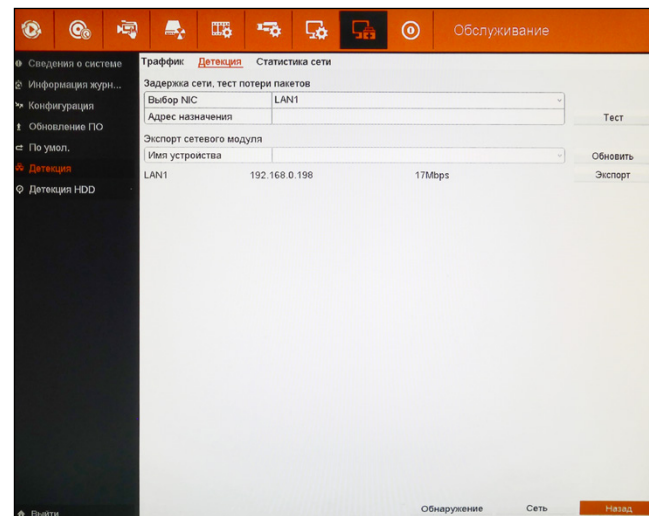 Обслуживание
Сведения о системе
Информация журн...
Конфигурация
Обновление ПО
По умол.
Детекция
Детекция HDD
Выйти
Траффик Детекция Статистика сети
Задержка сети, тест потери пакетов
Выбор NIC LAN1
Адрес назначения Тест
Экспорт сетевого модуля
Имя устройства Обновить
LAN1 192.168.0.198 17Mbps Экспорт
Обнаружение Сеть Назад